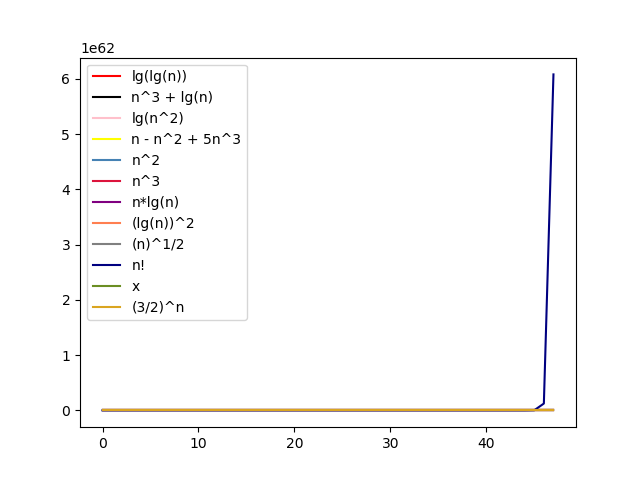 1e62
6
5
4
3
2
1
0
lg(lg(n))
n^3 + lg(n)
lg(n^2)
n - n^2 + 5n^3
n^2
n^3
n*lg(n)
(lg(n))^2
(n)^1/2
n!
x
(3/2)^n
0 10 20 30 40